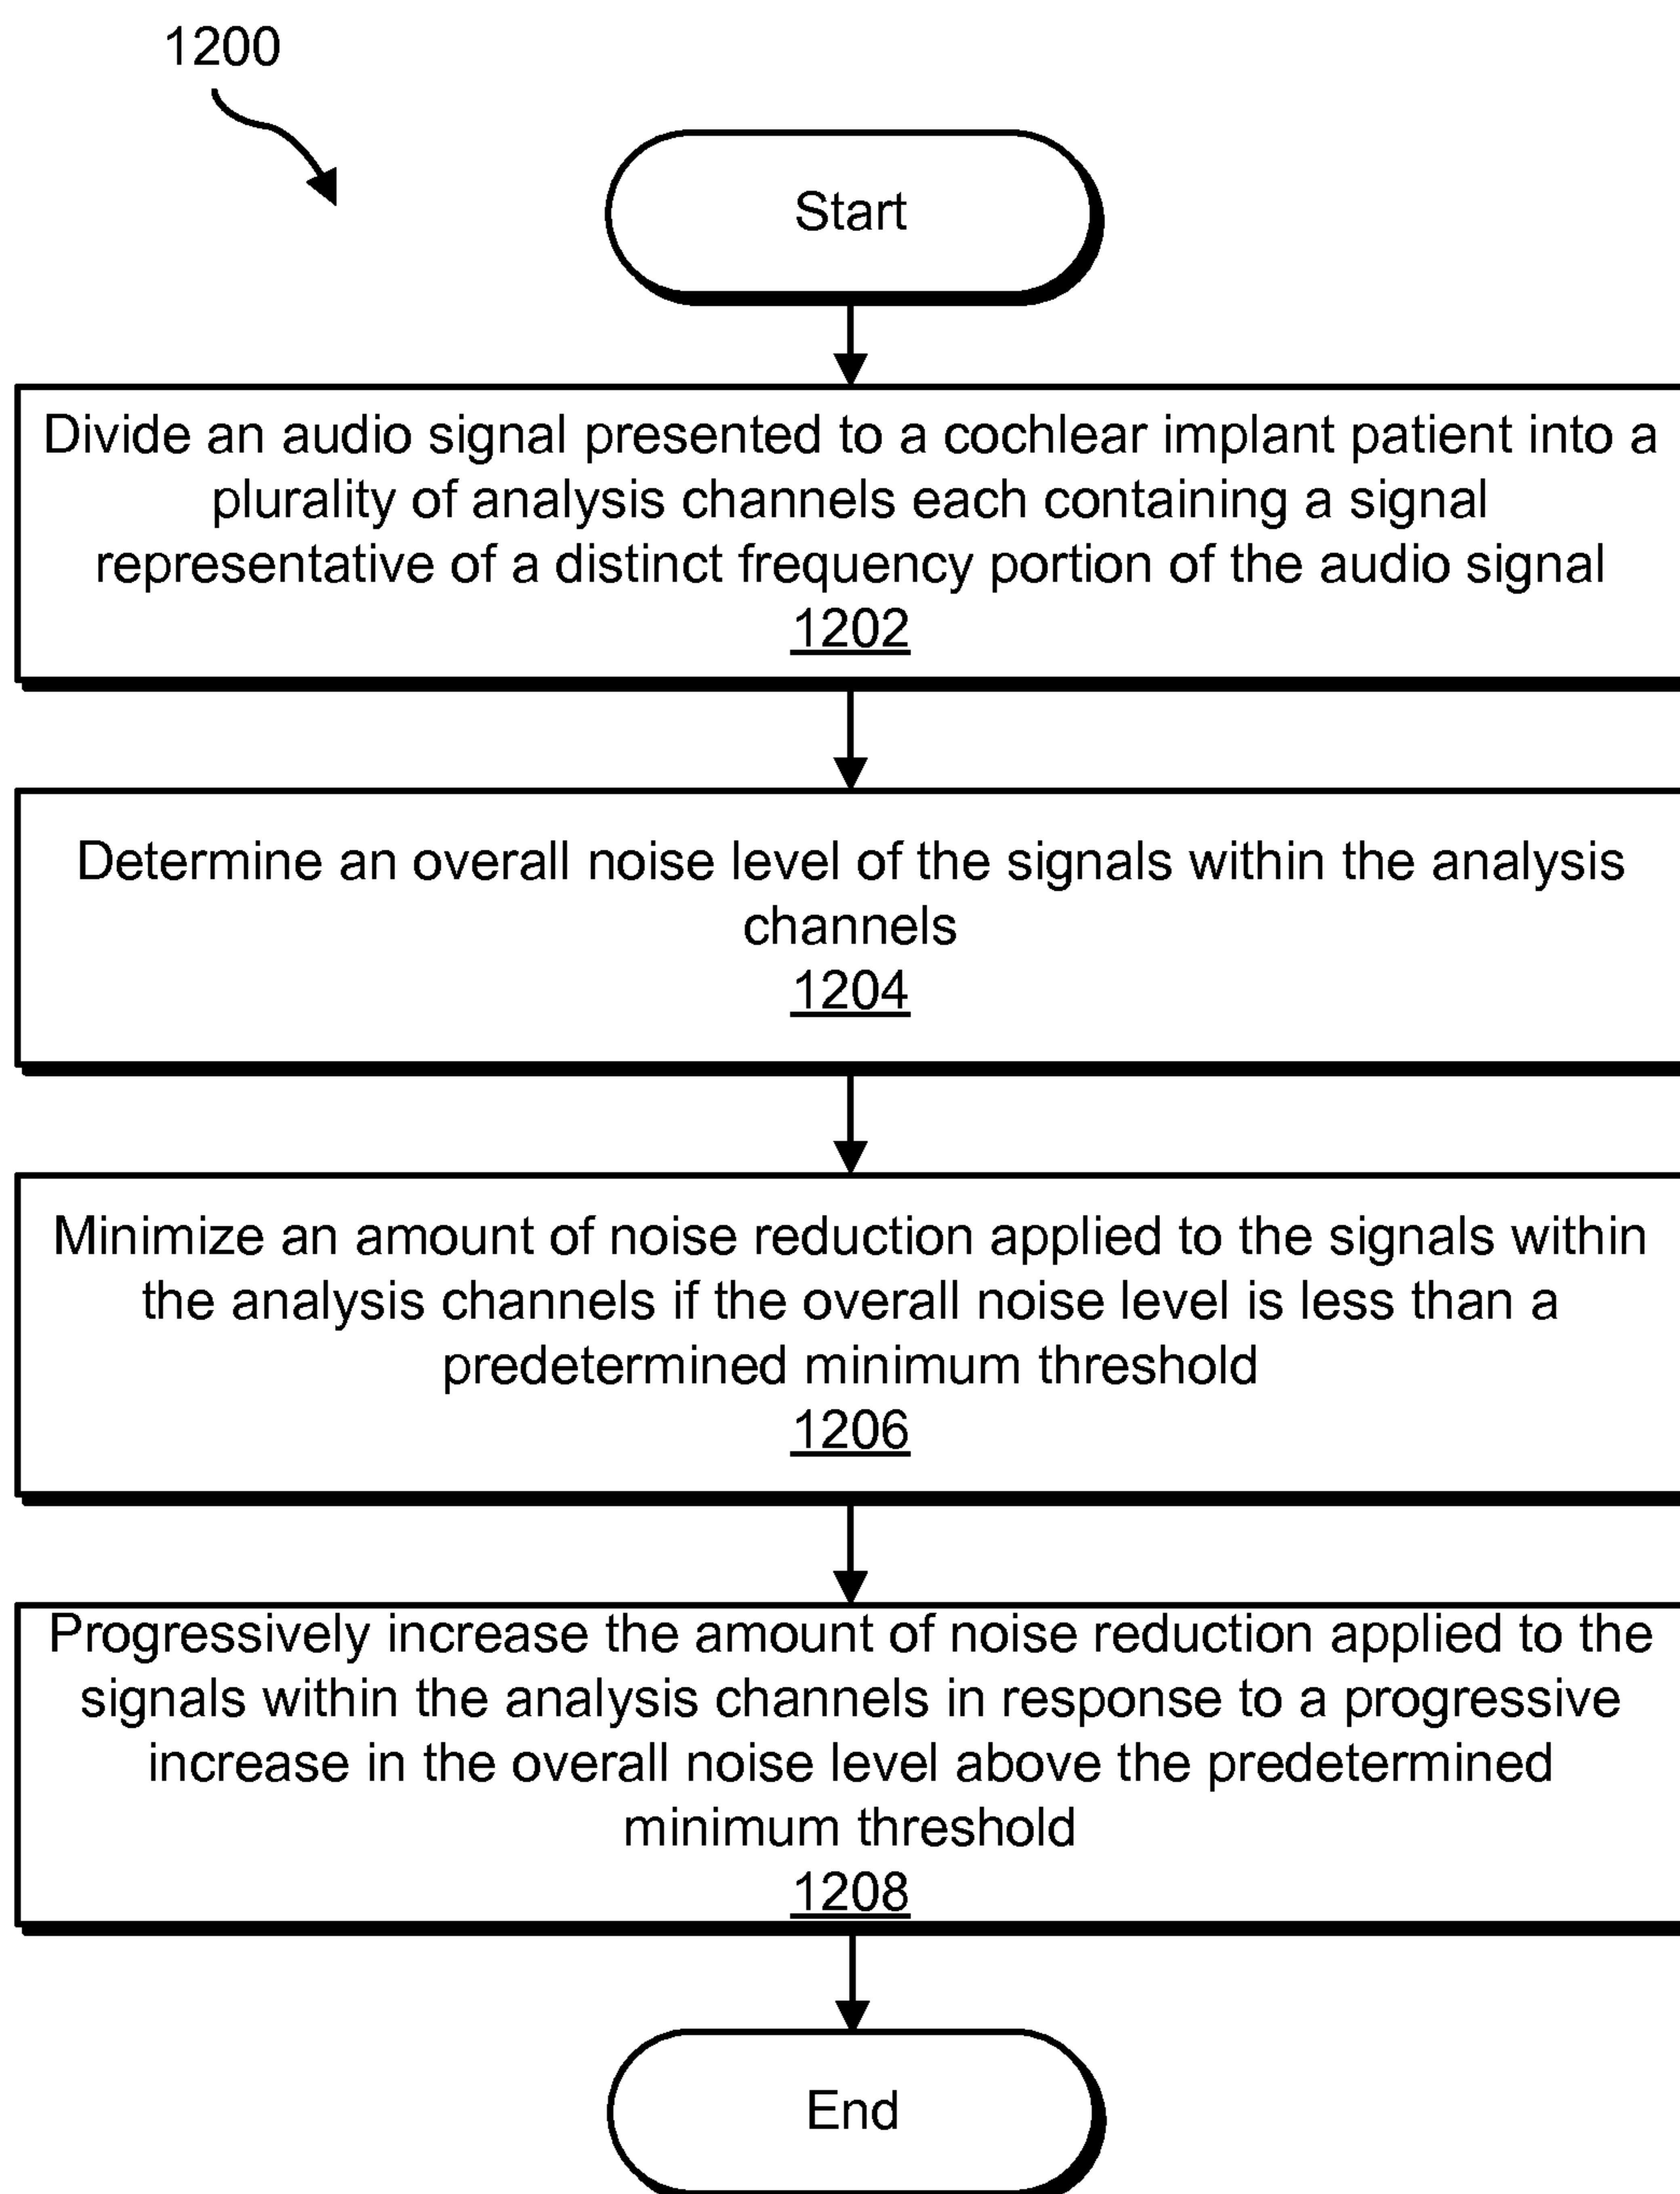 1200
Start
Divide an audio signal presented to a cochlear implant patient into a
plurality of analysis channels each containing a signal
representative of a distinct frequency portion of the audio signal
1202
Determine an overall noise level of the signals within the analysis
channels
1204
Minimize an amount of noise reduction applied to the signals within
the analysis channels if the overall noise level is less than a
predetermined minimum threshold
1206
Progressively increase the amount of noise reduction applied to the
signals within the analysis channels in response to a progressive
increase in the overall noise level above the predetermined
minimum threshold
1208
End